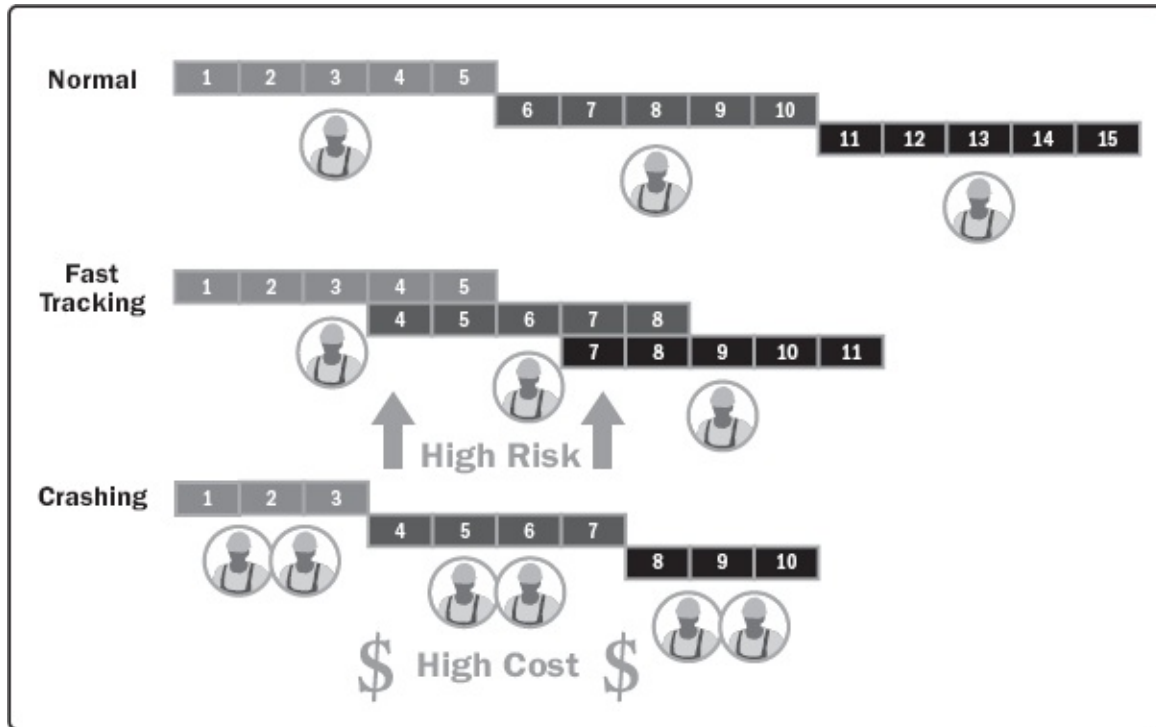 Normal
1 2 3 4 5
6 7 8 9 10
11 12 13 14 15
Fast
Tracking
1 2 3 4 5
4 5 6 7 8
7 8 9 10 11
High Risk
Crashing
1 2 3
4 5 6 7
8 9 10
$ High Cost $